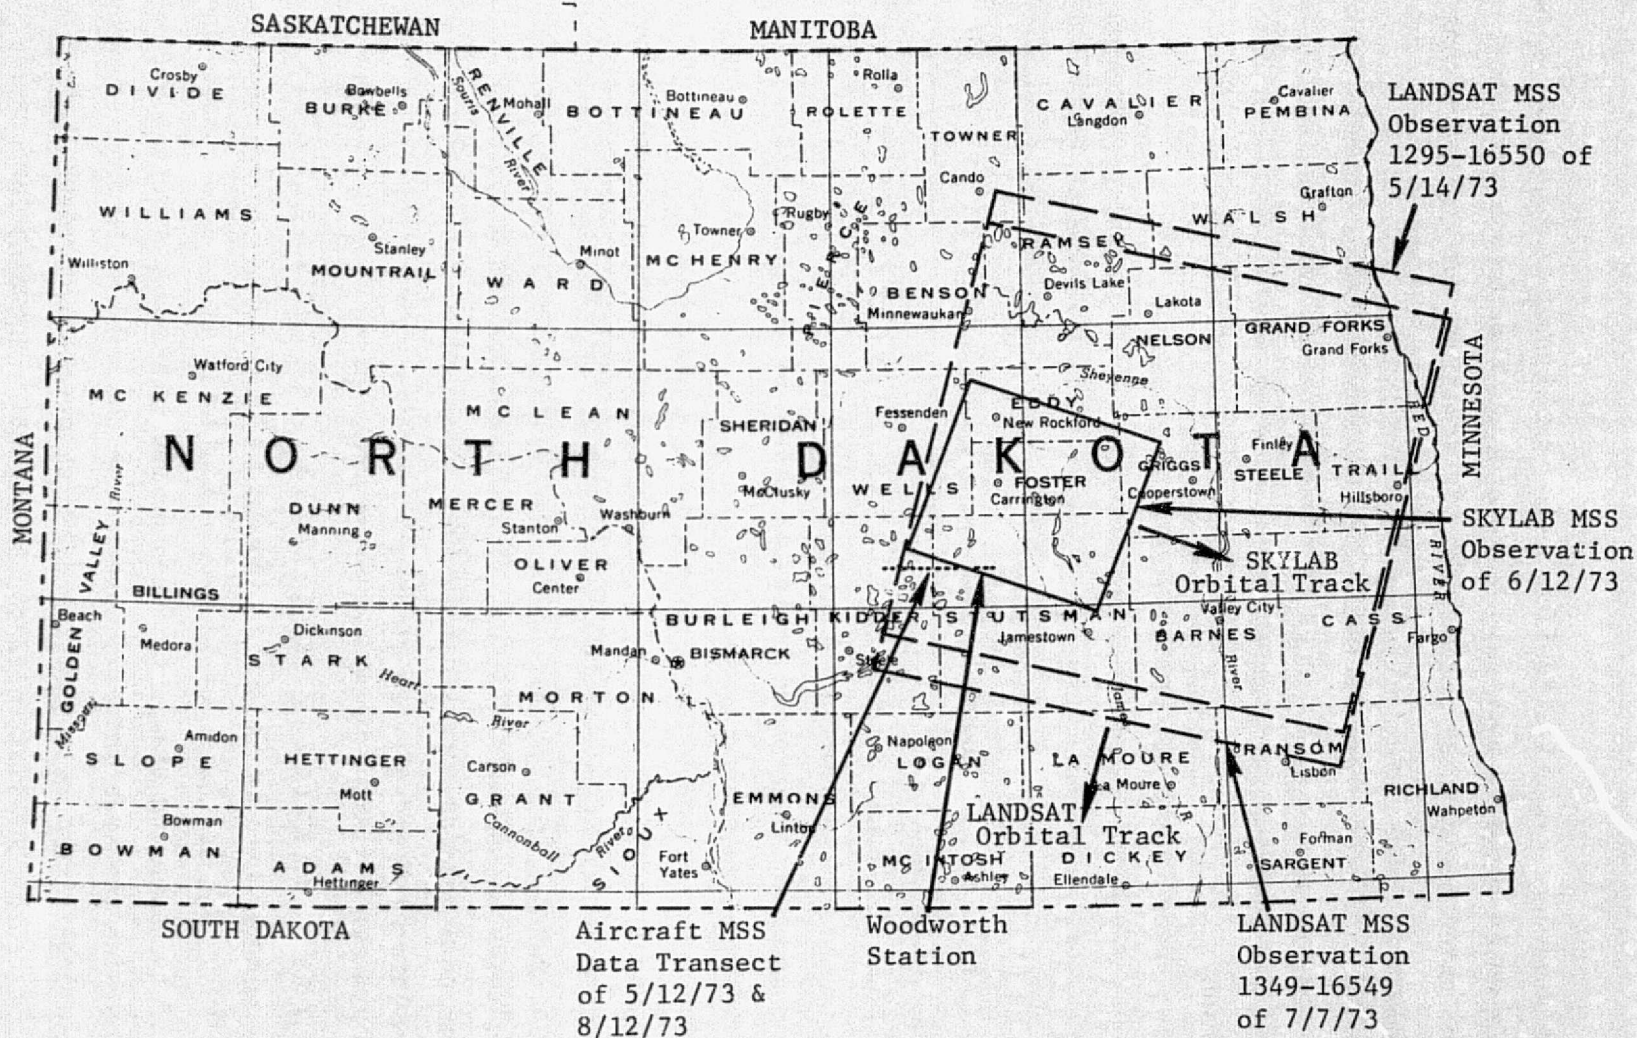 SASKATCHEWAN
MANITOBA
Crosby
DIVIDE
Bowbells
BURKE
RENVILLE
Souris
River
Mohall
BOTTINEAU
Bottineau
Rolla
ROLETTE
TOWNER
CAVALIER
Langdon
Cavalier
PEMBINA
LANDSAT MSS
Observation
1295-16550 of
5/14/73
Cando
Grafton
WALSH
WILLIAMS
Stanley
Williston
MOUNTRAIL
Minot
WARD
Towner
MC HENRY
Rugby
PIERCE
RAMSEY
Devils Lake
BENSON
Minnewaukan
Lakota
NELSON
GRAND FORKS
Grand Forks
MINNESOTA
Watford City
MC KENZIE
MC LEAN
SHERIDAN
Fessenden
Sheyenne
EDDY
New Rockford
RED
NORTH DAKOTA
MONTANA
Finley
STEELE
TRAILL
Hillsboro
GRIGGS
Cooperstown
McClusky
WELLS
FOSTER
Carrington
DUNN
Manning
MERCER
Stanton
Washburn
River
VALLEY
SKYLAB MSS
Observation
of 6/12/73
SKYLAB
Orbital Track
RIVER
OLIVER
Center
BILLINGS
Beach
GOLDEN
Medora
Dickinson
STARK
Heart
River
Mandan
BISMARCK
BURLEIGH
KIDDER
STUTSMAN
Jamestown
Valley City
BARNES
River
CASS
Fargo
Steele
MORTON
James
Missouri
Amidon
SLOPE
HETTINGER
Mott
Carson
GRANT
Cannonball
River
SIOUX
Fort
Yates
EMMONS
Linton
Napoleon
LOGAN
LA MOURE
La Moure
R
RANSOM
Lisbon
RICHLAND
Wahpeton
LANDSAT
Orbital Track
Bowman
BOWMAN
ADAMS
Hettinger
MC INTOSH
Ashley
DICKEY
Ellendale
Forman
SARGENT
SOUTH DAKOTA
Aircraft MSS
Data Transect
of 5/12/73 &
8/12/73
Woodworth
Station
LANDSAT MSS
Observation
1349-16549
of 7/7/73